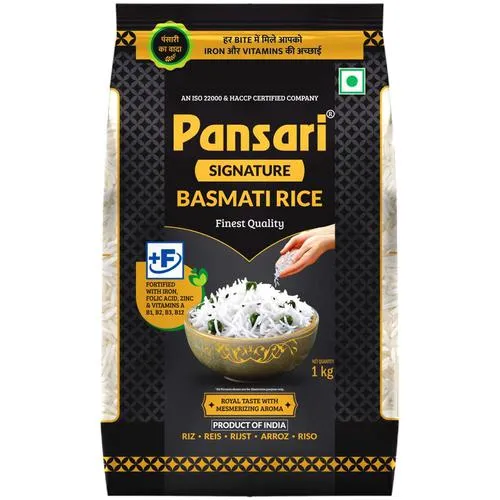 पंसारी
का वादा
हर BITE में मिले आपको
IRON और VITAMINS की अच्छाई
AN ISO 22000 & HACCP CERTIFIED COMPANY
Pansari®
SIGNATURE
BASMATI RICE
Finest Quality
+F
FORTIFIED
WITH IRON,
FOLIC ACID, ZINC
& VITAMINS A
B1, B2, B3, B12
NET QUANTITY
1 kg
ROYAL TASTE WITH
MESMERIZING AROMA
PRODUCT OF INDIA
RIZ • REIS • RIJST • ARROZ • RISO